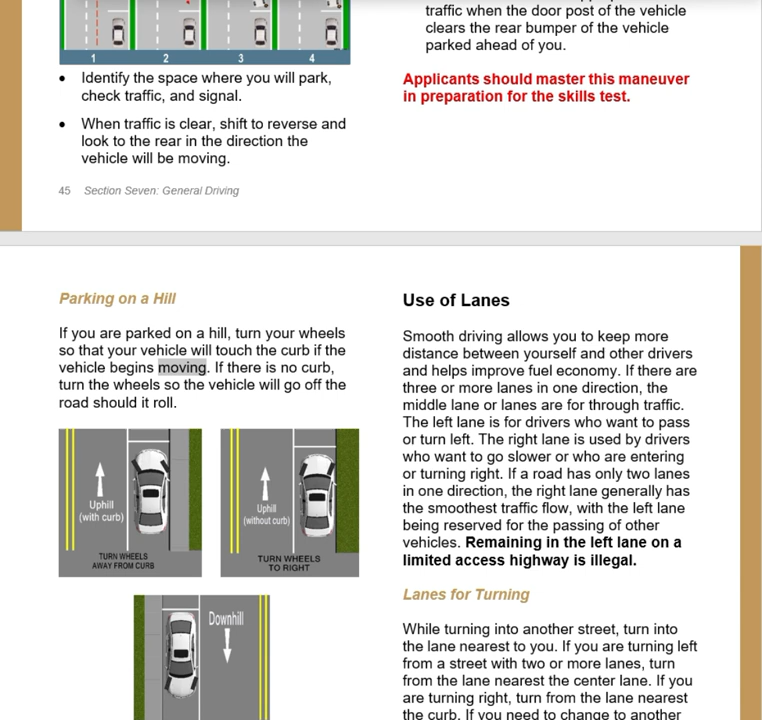 1 2 3 4
• Identify the space where you will park,
check traffic, and signal.
• When traffic is clear, shift to reverse and
look to the rear in the direction the
vehicle will be moving.
45 Section Seven: General Driving
traffic when the door post of the vehicle
clears the rear bumper of the vehicle
parked ahead of you.
Applicants should master this maneuver
in preparation for the skills test.
Parking on a Hill
If you are parked on a hill, turn your wheels
so that your vehicle will touch the curb if the
vehicle begins moving. If there is no curb,
turn the wheels so the vehicle will go off the
road should it roll.
Uphill
(with curb)
TURN WHEELS
AWAY FROM CURB
Uphill
(without curb)
TURN WHEELS
TO RIGHT
Downhill
Use of Lanes
Smooth driving allows you to keep more
distance between yourself and other drivers
and helps improve fuel economy. If there are
three or more lanes in one direction, the
middle lane or lanes are for through traffic.
The left lane is for drivers who want to pass
or turn left. The right lane is used by drivers
who want to go slower or who are entering
or turning right. If a road has only two lanes
in one direction, the right lane generally has
the smoothest traffic flow, with the left lane
being reserved for the passing of other
vehicles. Remaining in the left lane on a
limited access highway is illegal.
Lanes for Turning
While turning into another street, turn into
the lane nearest to you. If you are turning left
from a street with two or more lanes, turn
from the lane nearest the center lane. If you
are turning right, turn from the lane nearest
the curb. If you need to change to another